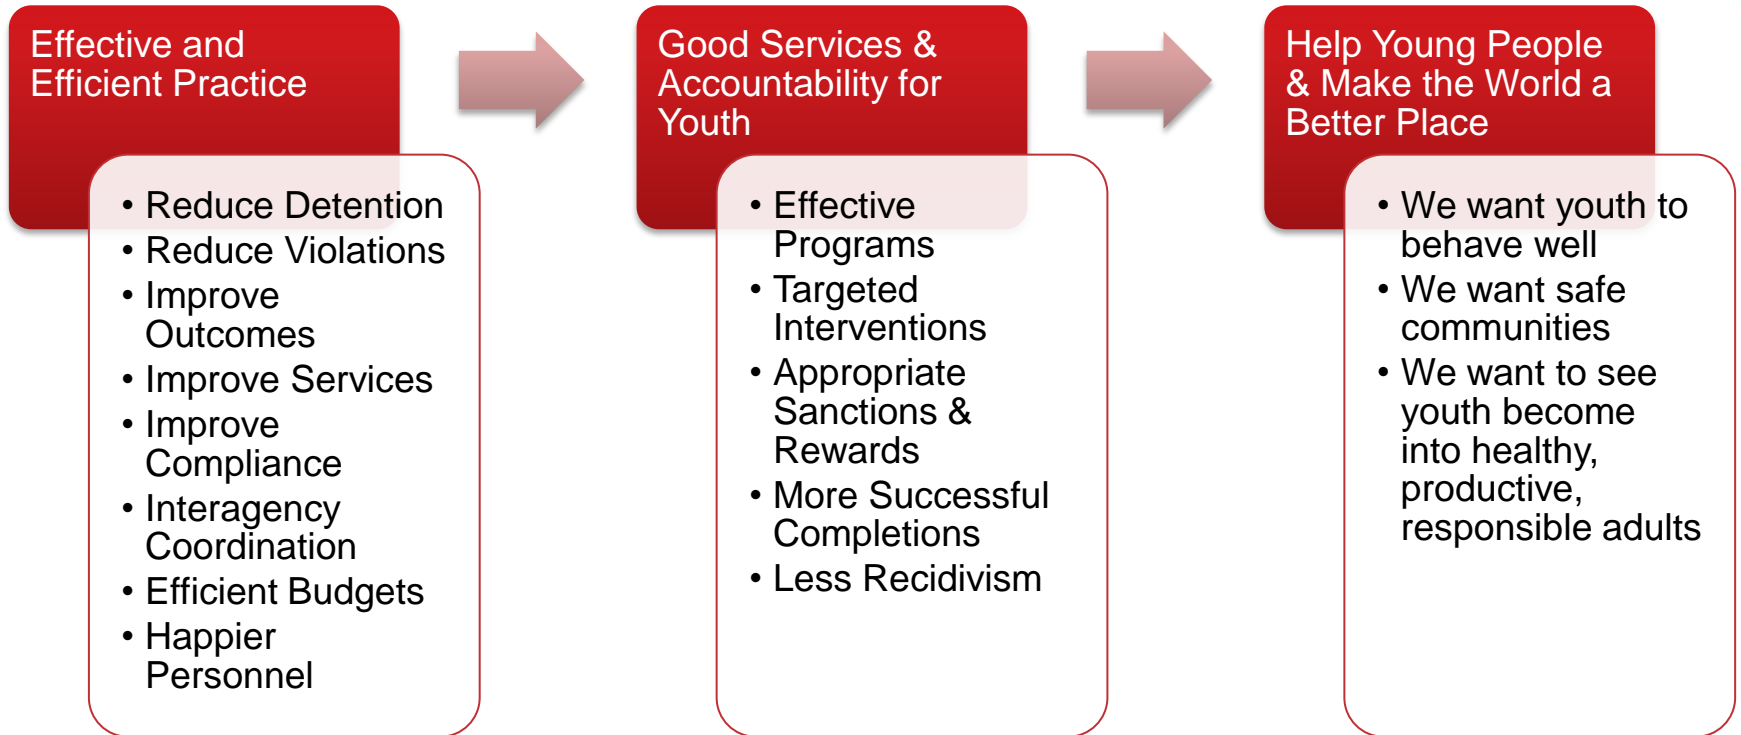 Effective and
Efficient Practice
• Reduce Detention
• Reduce Violations
• Improve
Outcomes
• Improve Services
• Improve
Compliance
• Interagency
Coordination
• Efficient Budgets
• Happier
Personnel
Good Services &
Accountability for
Youth
• Effective
Programs
• Targeted
Interventions
• Appropriate
Sanctions &
Rewards
• More Successful
Completions
• Less Recidivism
Help Young People
& Make the World a
Better Place
• We want youth to
behave well
• We want safe
communities
• We want to see
youth become
into healthy,
productive,
responsible adults